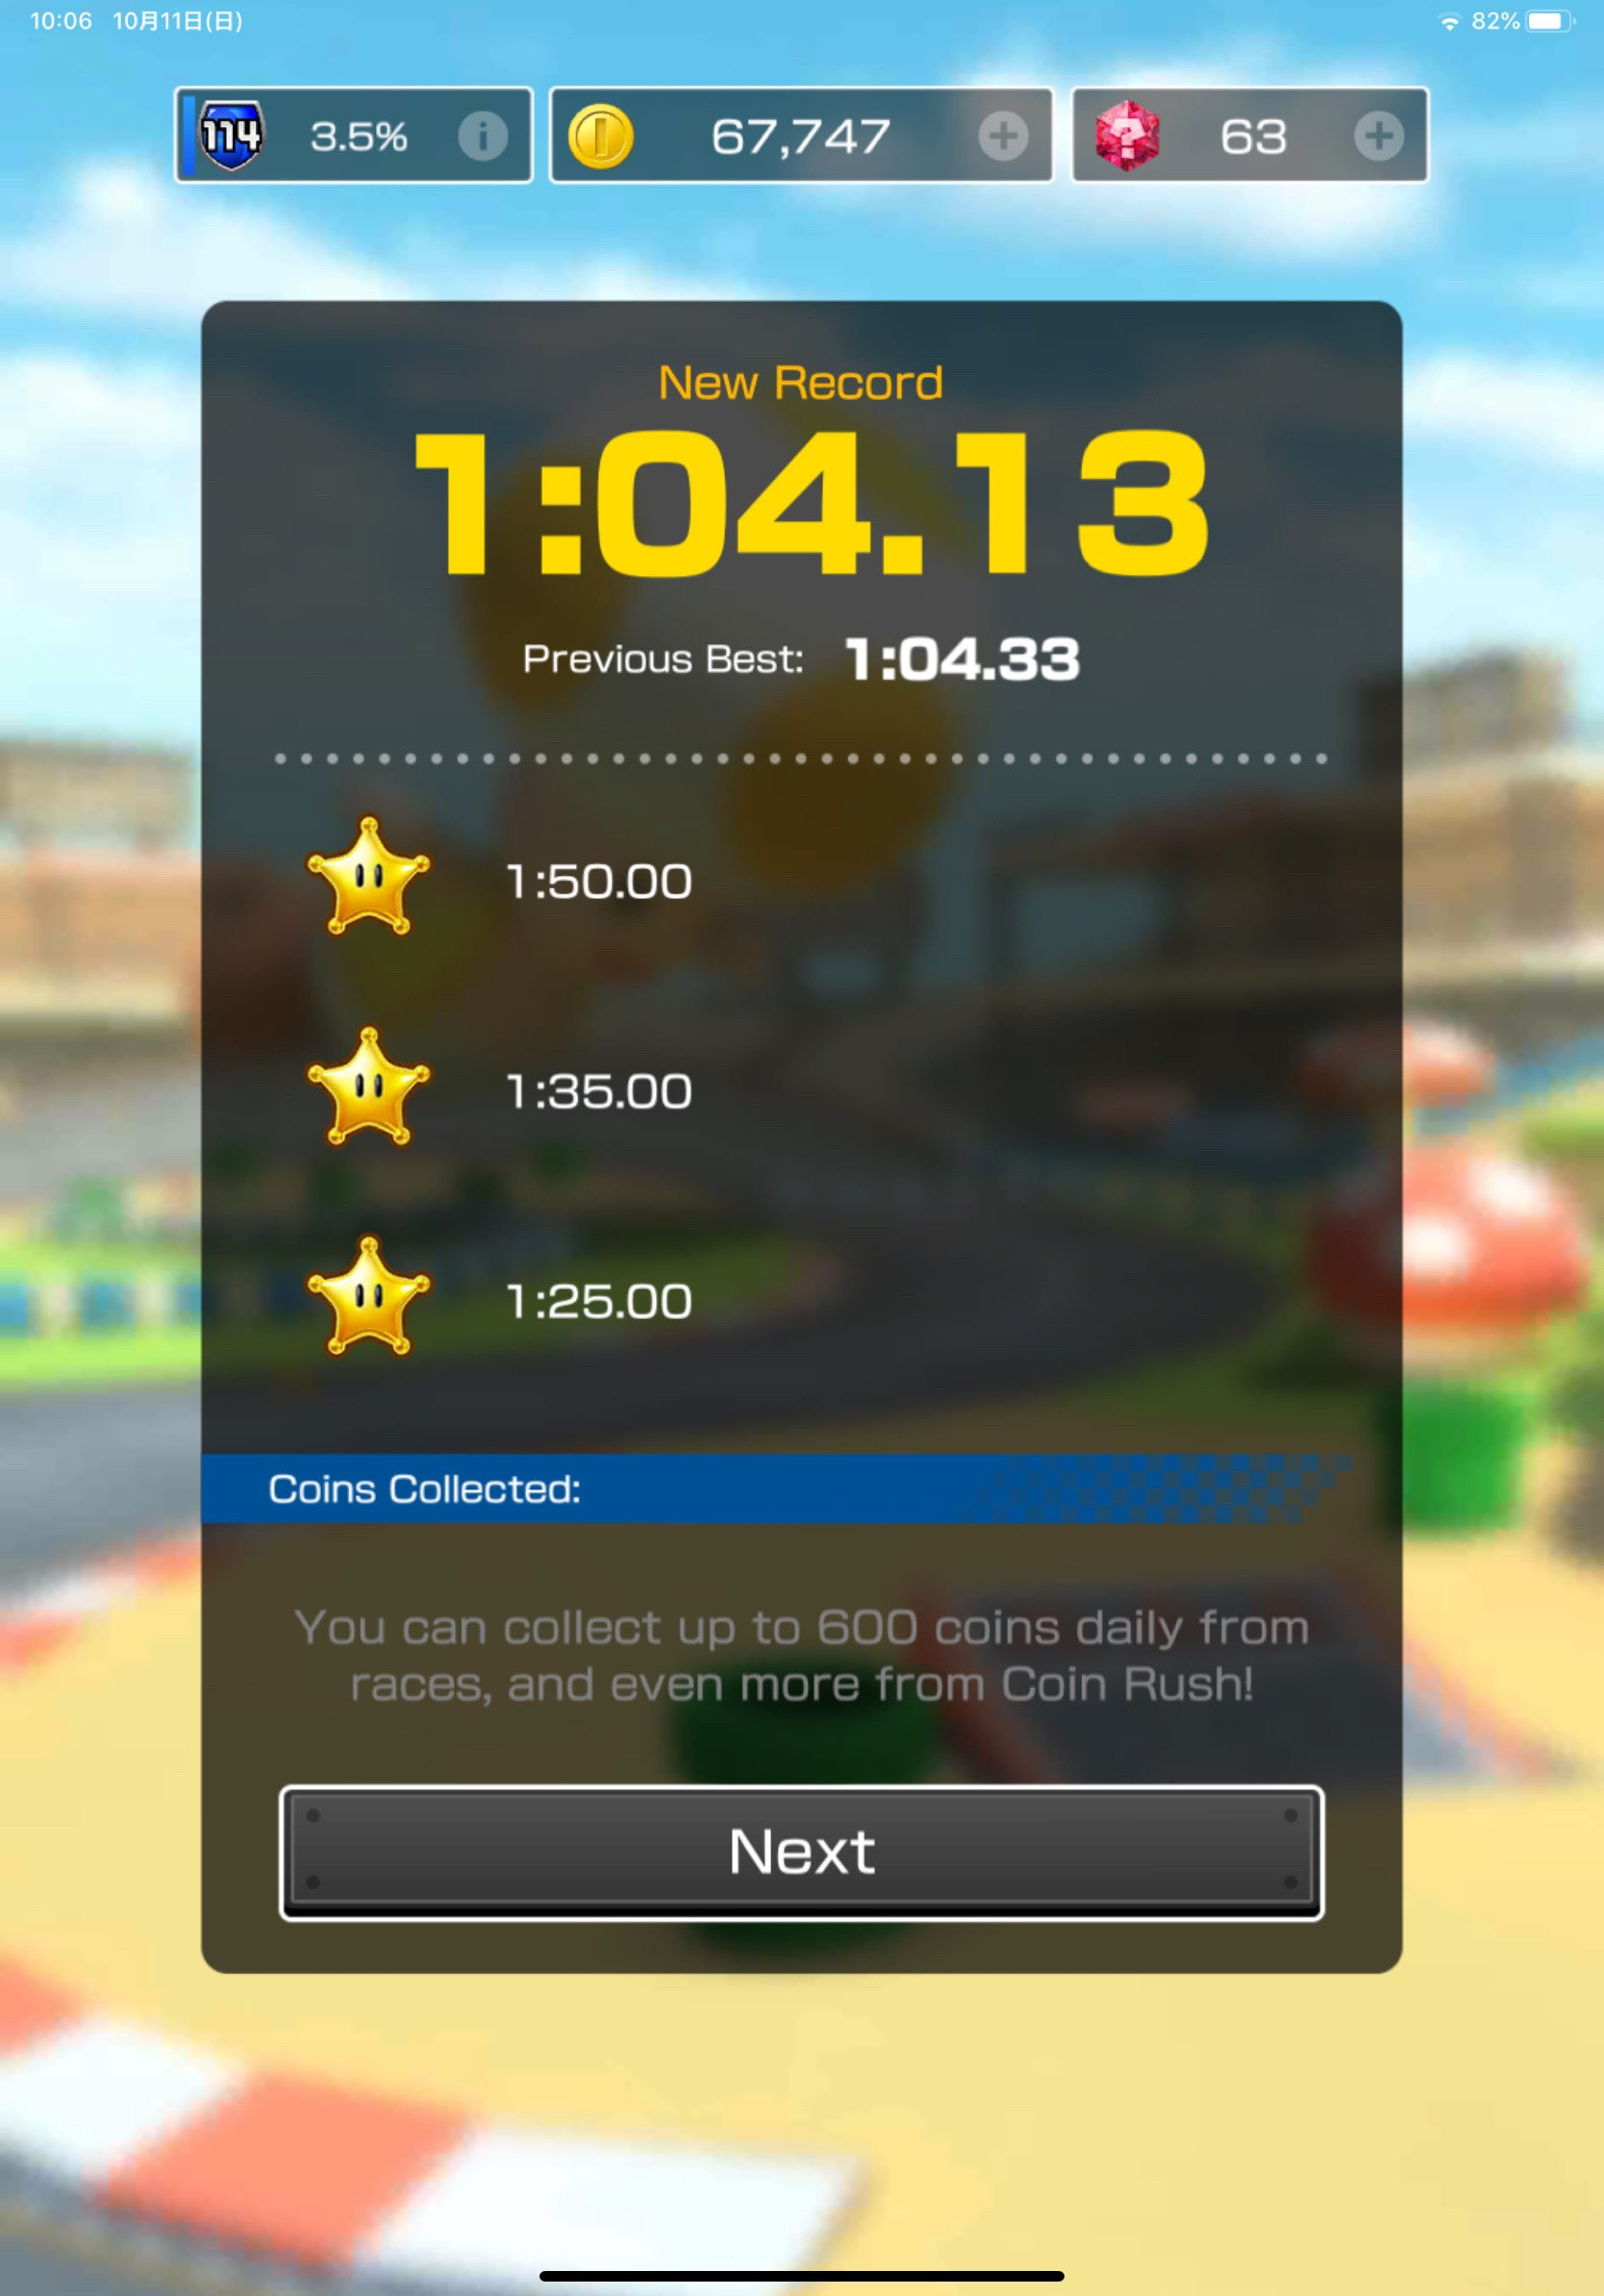 10:06 10月11日(日) 82%
114 3.5% i 67,747 + ? 63 +
New Record
1:04.13
Previous Best: 1:04.33
1:50.00
1:35.00
1:25.00
Coins Collected:
You can collect up to 600 coins daily from
races, and even more from Coin Rush!
Next